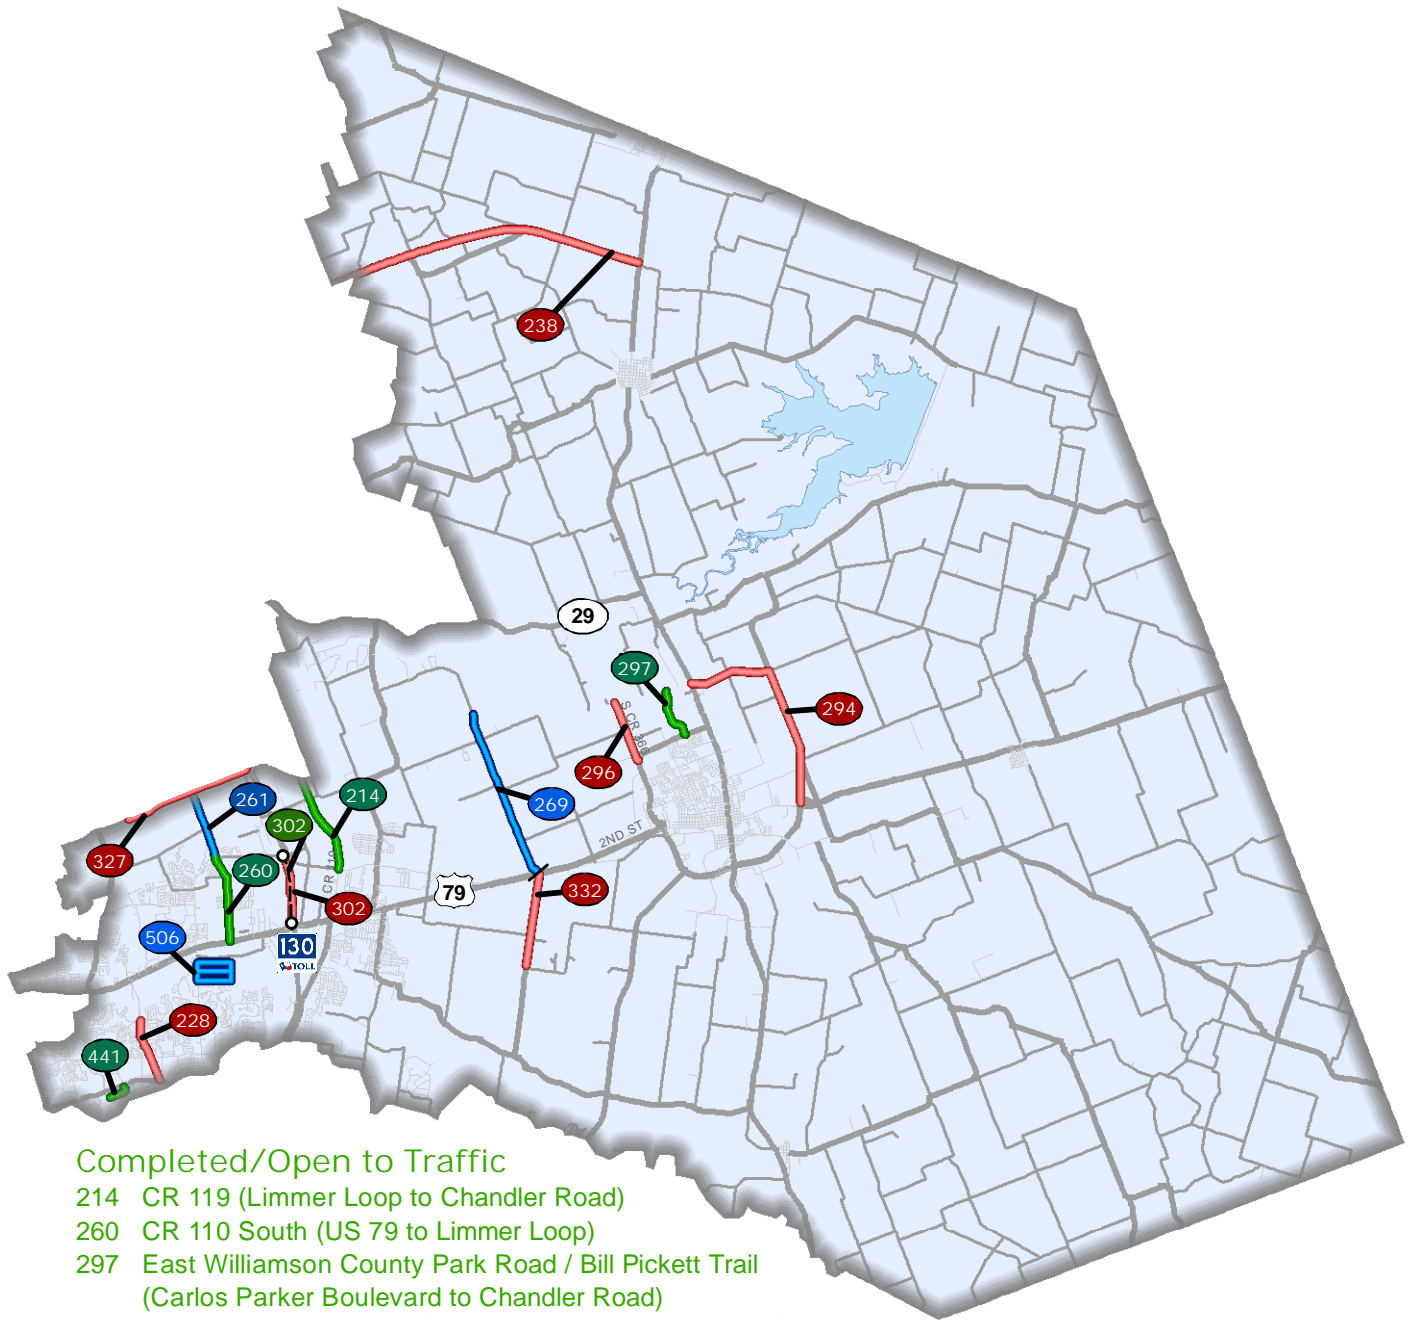 238
29
297
S CR 366
294
296
261
214
269
302
2ND ST
327
260
CR 110
79
332
302
506
130
TOLL
228
441
Completed/Open to Traffic
214 CR 119 (Limmer Loop to Chandler Road)
260 CR 110 South (US 79 to Limmer Loop)
297 East Williamson County Park Road / Bill Pickett Trail
(Carlos Parker Boulevard to Chandler Road)